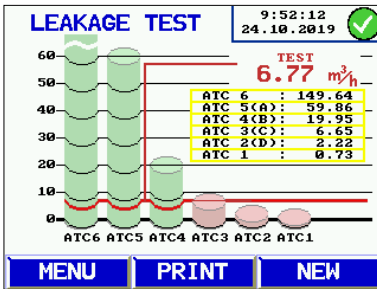 LEAKAGE TEST
9:52:12
24.10.2019
TEST
6.77 m³/h
60
50
40
30
20
10
0
ATC 6 : 149.64
ATC 5(A): 59.86
ATC 4(B): 19.95
ATC 3(C): 6.65
ATC 2(D): 2.22
ATC 1 : 0.73
ATC6 ATC5 ATC4 ATC3 ATC2 ATC1
MENU PRINT NEW